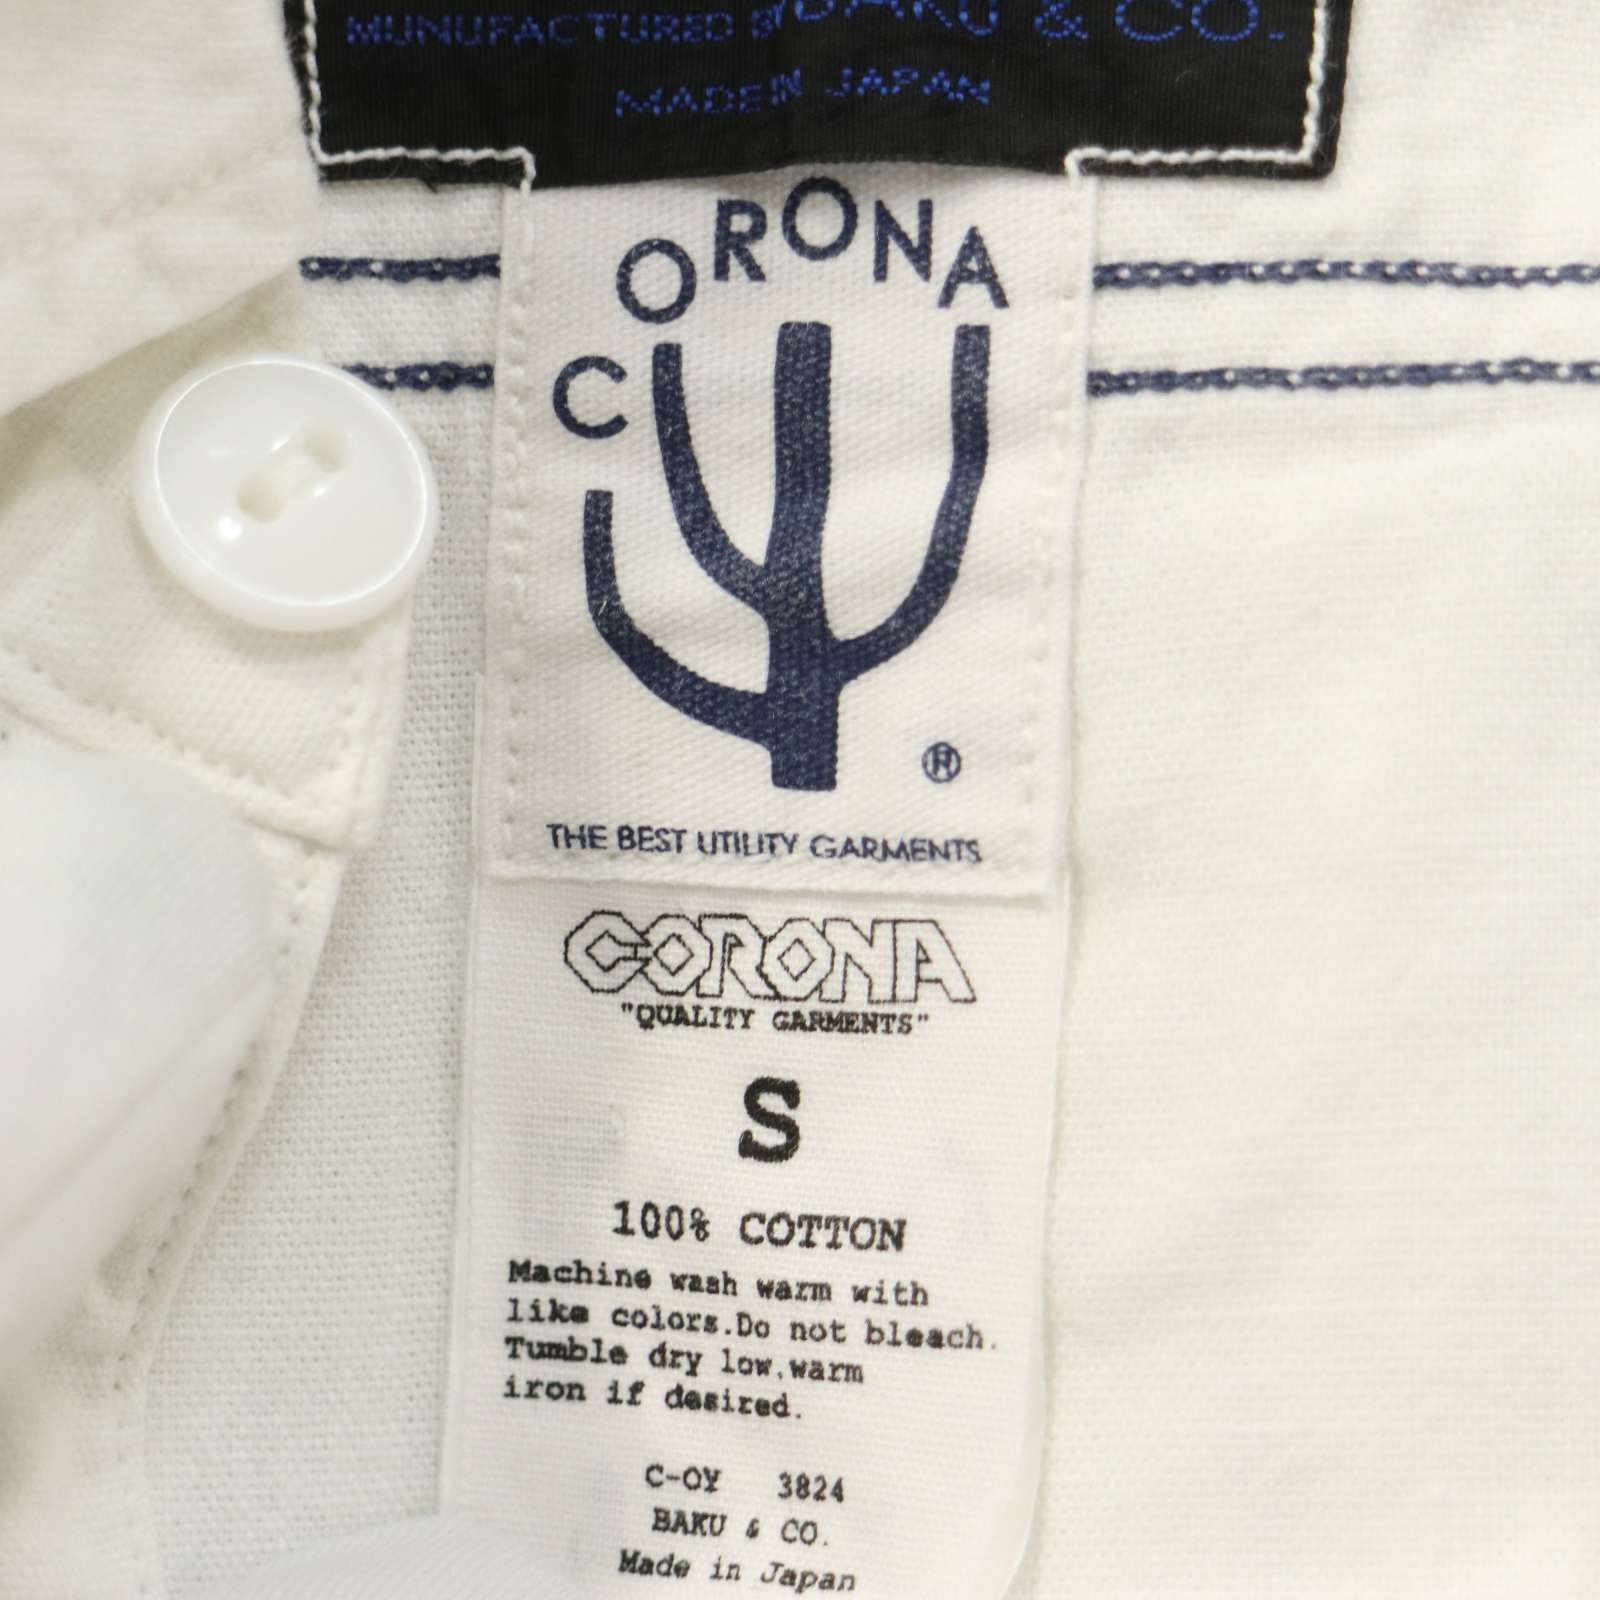 MUNUFACTURED BY BAKU & CO.
MADE IN JAPAN
CORONA
®
THE BEST UTILITY GARMENTS
CORONA
"QUALITY GARMENTS"
S
100% COTTON
Machine wash warm with
like colors.Do not bleach.
Tumble dry low.warm
iron if desired.
C-OY 3824
BAKU & CO.
Made in Japan